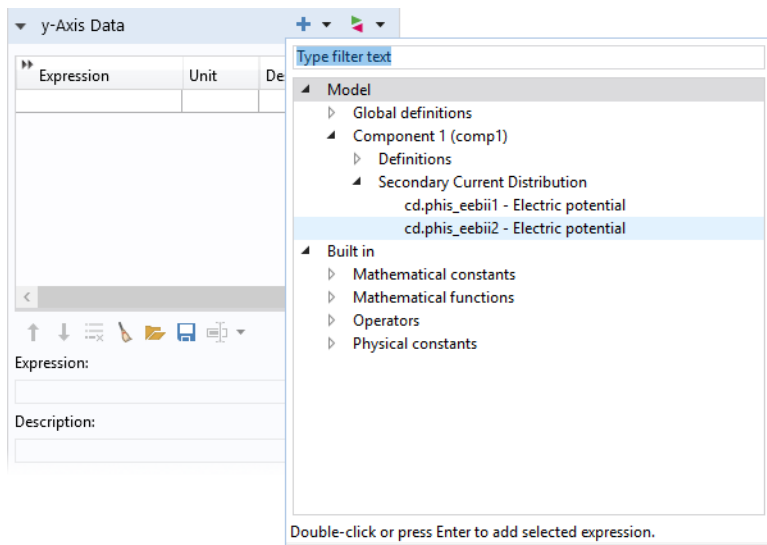 y-Axis Data
Expression Unit De
Type filter text
Model
Global definitions
Component 1 (comp1)
Definitions
Secondary Current Distribution
cd.phis_eebii1 - Electric potential
cd.phis_eebii2 - Electric potential
Built in
Mathematical constants
Mathematical functions
Operators
Physical constants
Expression:
Description:
Double-click or press Enter to add selected expression.